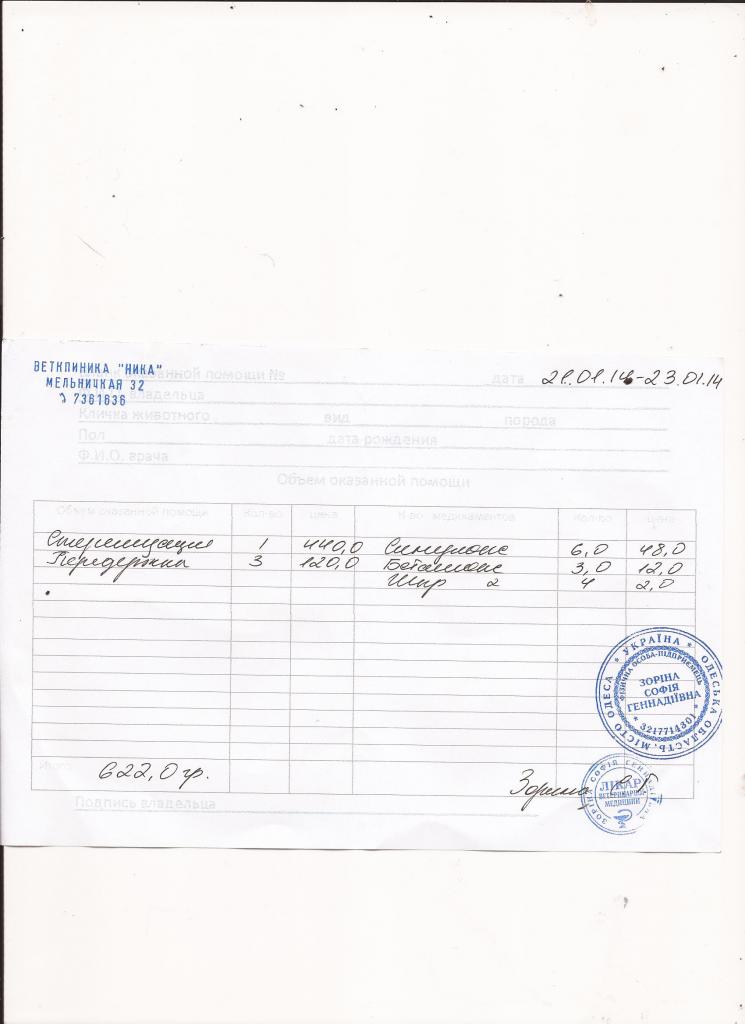 ВЕТКЛИНИКА "НИКА"
МЕЛЬНИЧКАЯ 32
7361636
оказанной помощи № дата 21.01.14-23.01.14
владельца
Кличка животного вид порода
Пол дата рождения
Ф.И.О. врача
Объем оказанной помощи
Объем оказанной помощи Кол-во цена К-во медикаментов Кол-во цена
Стерилизация 1 440,0 Синулокс 6,0 48,0
Передержка 3 120,0 Бетамокс 3,0 12,0
Шпр 2 4 2,0
Итого 622,0 гр. Зорина С.Г.
Подпись владельца
* УКРАЇНА * ОДЕСЬКА ОБЛАСТЬ, МІСТО ОДЕСА
ФІЗИЧНА ОСОБА-ПІДПРИЄМЕЦЬ
ЗОРІНА
СОФІЯ
ГЕННАДІЇВНА
* 3217714301 *
ЗОРІНА СОФІЯ ГЕННАДІЇВНА
ЛІКАР
ВЕТЕРИНАРНОЇ
МЕДИЦИНИ